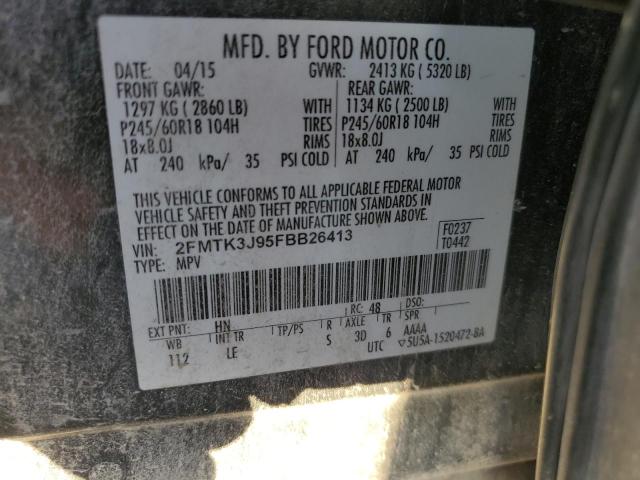 MFD. BY FORD MOTOR CO.
DATE: 04/15 GVWR: 2413 KG ( 5320 LB)
FRONT GAWR: REAR GAWR:
1297 KG ( 2860 LB) WITH 1134 KG ( 2500 LB) WITH
P245/60R18 104H TIRES P245/60R18 104H TIRES
18x8.0J RIMS 18x8.0J RIMS
AT 240 kPa/ 35 PSI COLD AT 240 kPa/ 35 PSI COLD
THIS VEHICLE CONFORMS TO ALL APPLICABLE FEDERAL MOTOR
VEHICLE SAFETY AND THEFT PREVENTION STANDARDS IN
EFFECT ON THE DATE OF MANUFACTURE SHOWN ABOVE.
VIN: 2FMTK3J95FBB26413 F0237
TYPE: MPV T0442
EXT PNT: HN RC: 48 DSO:
WB INT TR TP/PS R AXLE TR SPR
112 LE S 3D 6 AAAA
UTC ▽5U5A-1520472-BA